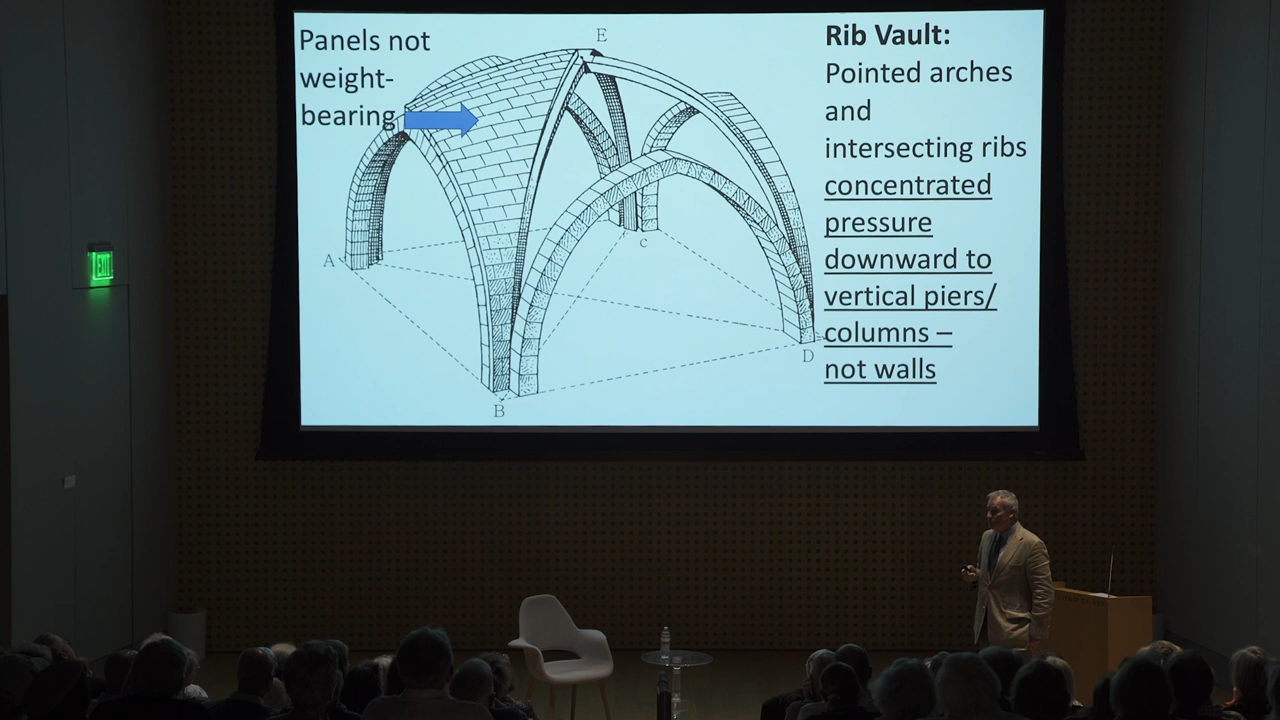 Panels not
weight-
bearing
E
A
B
C
D
Rib Vault:
Pointed arches
and
intersecting ribs
concentrated
pressure
downward to
vertical piers/
columns –
not walls
EXIT